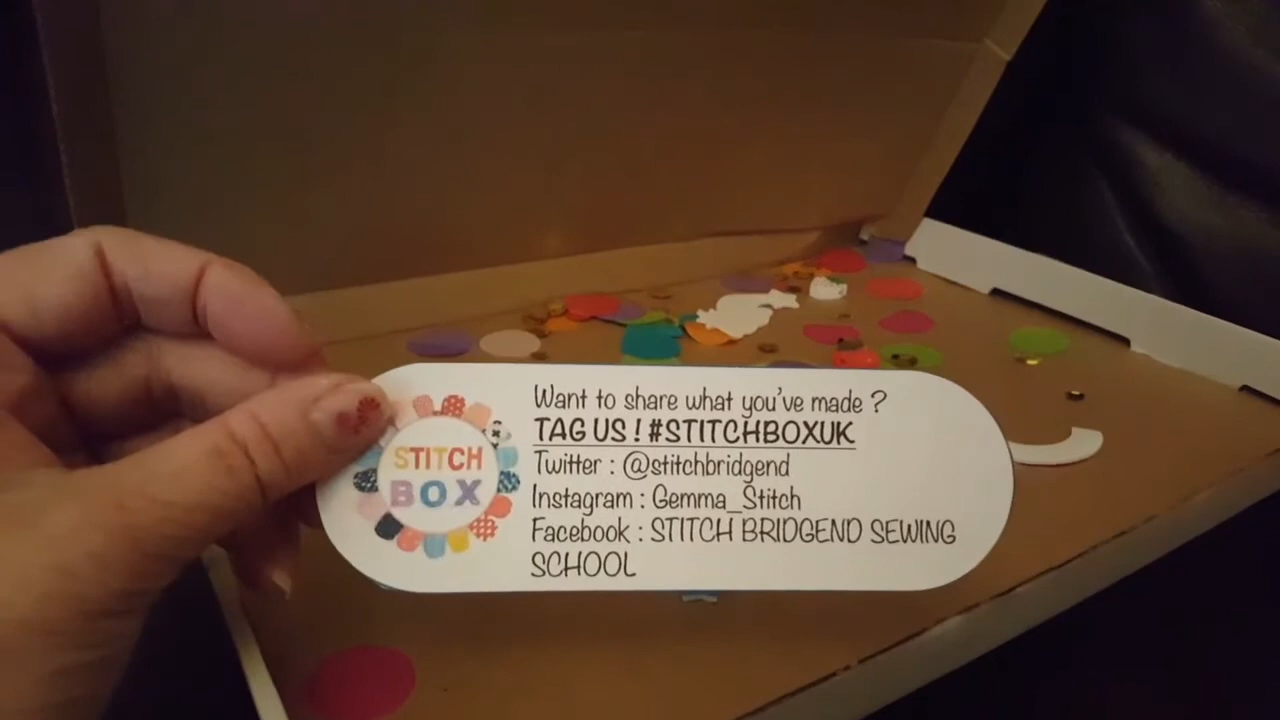 STITCH
BOX
Want to share what you've made ?
TAG US ! #STITCHBOXUK
Twitter : @stitchbridgend
Instagram : Gemma_Stitch
Facebook : STITCH BRIDGEND SEWING
SCHOOL